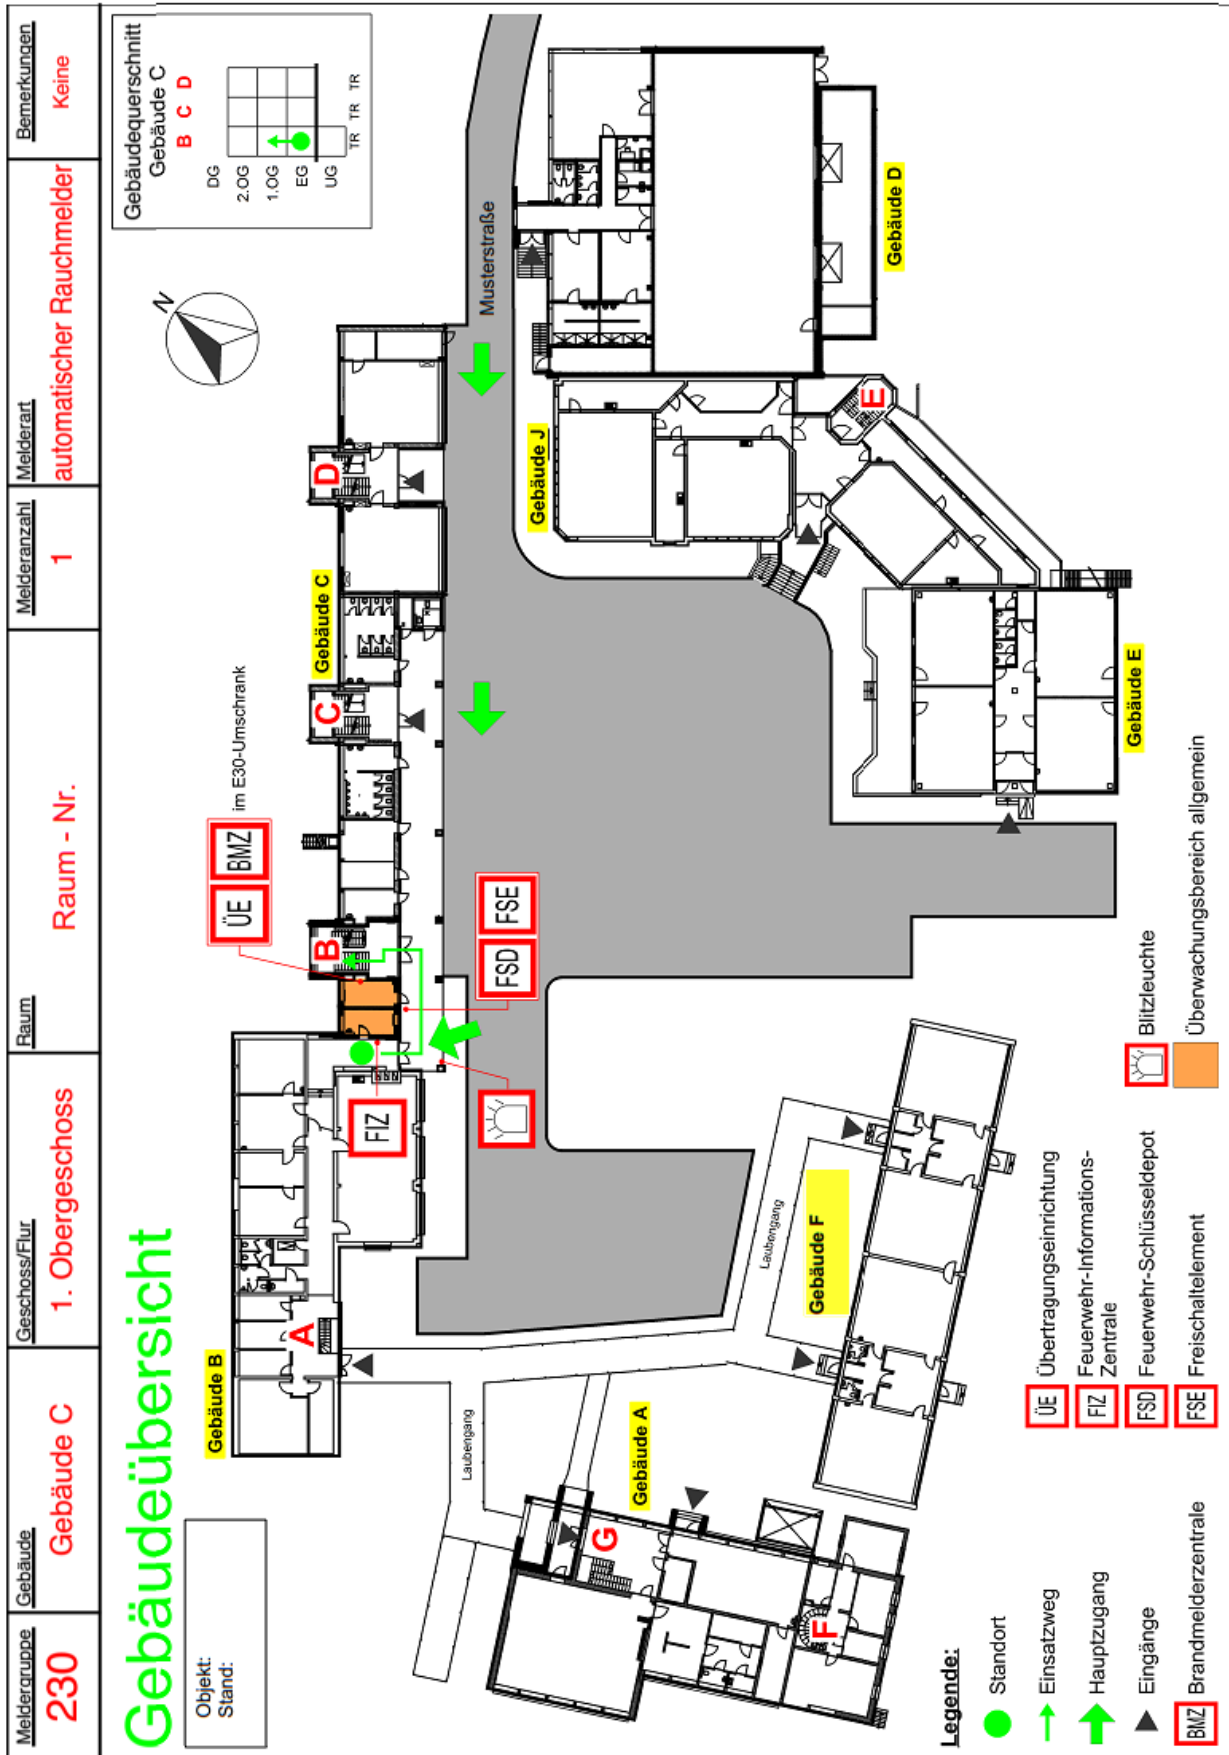 Meldergruppe
230
Gebäude
Gebäude C
Geschoss/Flur
1. Obergeschoss
Raum
Raum - Nr.
Melderanzahl
1
Melderart
automatischer Rauchmelder
Bemerkungen
Keine
Gebäudeübersicht
Objekt:
Stand:
Gebäudequerschnitt
Gebäude C
B C D
DG
2.OG
1.OG
EG
UG
TR TR TR
N
Gebäude B
A
ÜE
BMZ
im E30-Umschrank
B
C
Gebäude C
D
FIZ
FSD
FSE
Musterstraße
Gebäude J
Gebäude D
E
Gebäude E
Laubengang
Laubengang
Gebäude F
Gebäude A
G
F
Legende:
Standort
Einsatzweg
Hauptzugang
Eingänge
BMZ Brandmelderzentrale
ÜE Übertragungseinrichtung
FIZ Feuerwehr-Informations-
Zentrale
FSD Feuerwehr-Schlüsseldepot
FSE Freischaltelement
Blitzleuchte
Überwachungsbereich allgemein